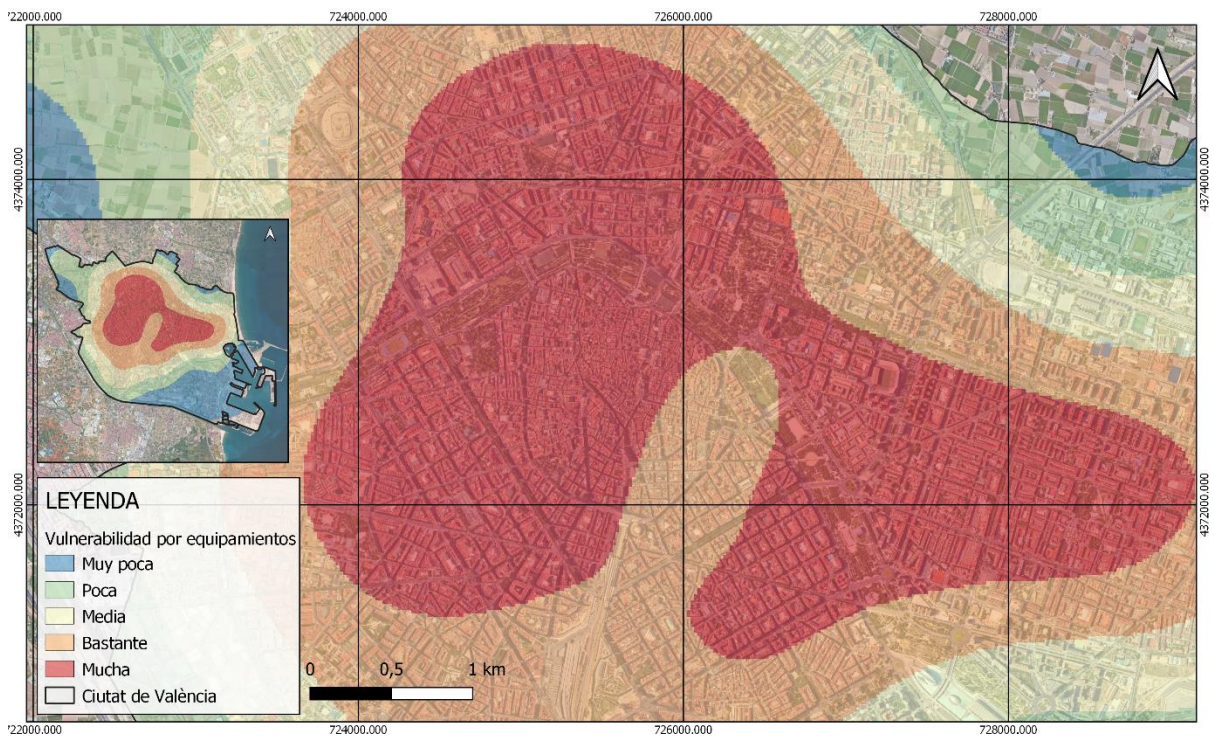 722000.000
724000.000
726000.000
728000.000
4374000.000
4374000.000
4372000.000
4372000.000
LEYENDA
Vulnerabilidad por equipamientos
Muy poca
Poca
Media
Bastante
Mucha
Ciutat de València
0 0,5 1 km
722000.000
724000.000
726000.000
728000.000